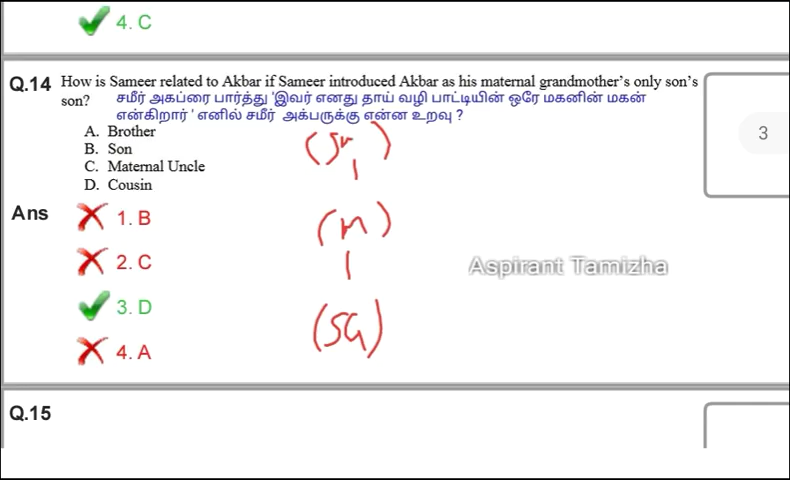 4. C
Q.14 How is Sameer related to Akbar if Sameer introduced Akbar as his maternal grandmother's only son's
son? சமீர் அகப்ரை பார்த்து 'இவர் எனது தாய் வழி பாட்டியின் ஒரே மகனின் மகன்
என்கிறார் ' எனில் சமீர் அக்பருக்கு என்ன உறவு ?
A. Brother
B. Son
C. Maternal Uncle
D. Cousin
3
Ans 1. B
2. C
3. D
4. A
(M)
Aspirant Tamizha
Q.15